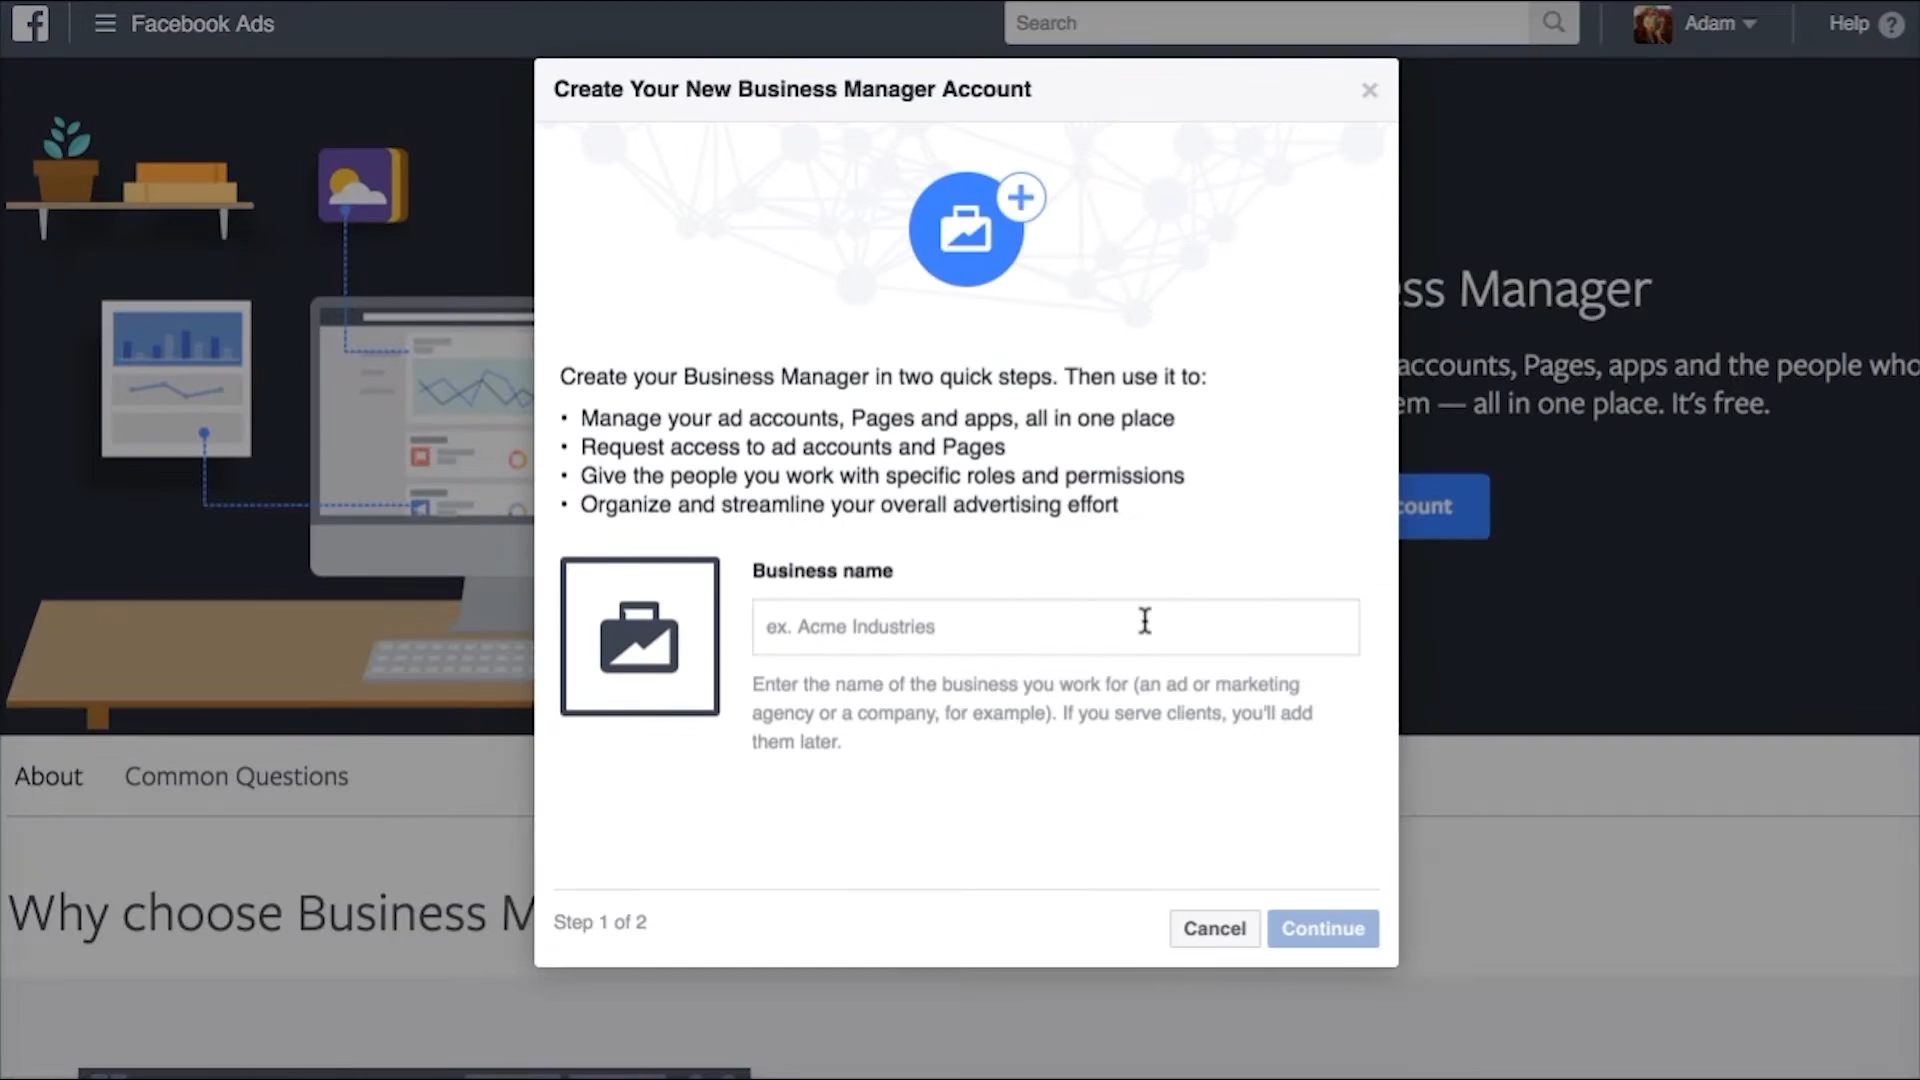 Facebook Ads
Search
Adam
Help
Create Your New Business Manager Account
Create your Business Manager in two quick steps. Then use it to:
• Manage your ad accounts, Pages and apps, all in one place
• Request access to ad accounts and Pages
• Give the people you work with specific roles and permissions
• Organize and streamline your overall advertising effort
Business name
ex. Acme Industries
Enter the name of the business you work for (an ad or marketing
agency or a company, for example). If you serve clients, you'll add
them later.
Step 1 of 2
Cancel
Continue
ess Manager
accounts, Pages, apps and the people who
em — all in one place. It's free.
count
About
Common Questions
Why choose Business M